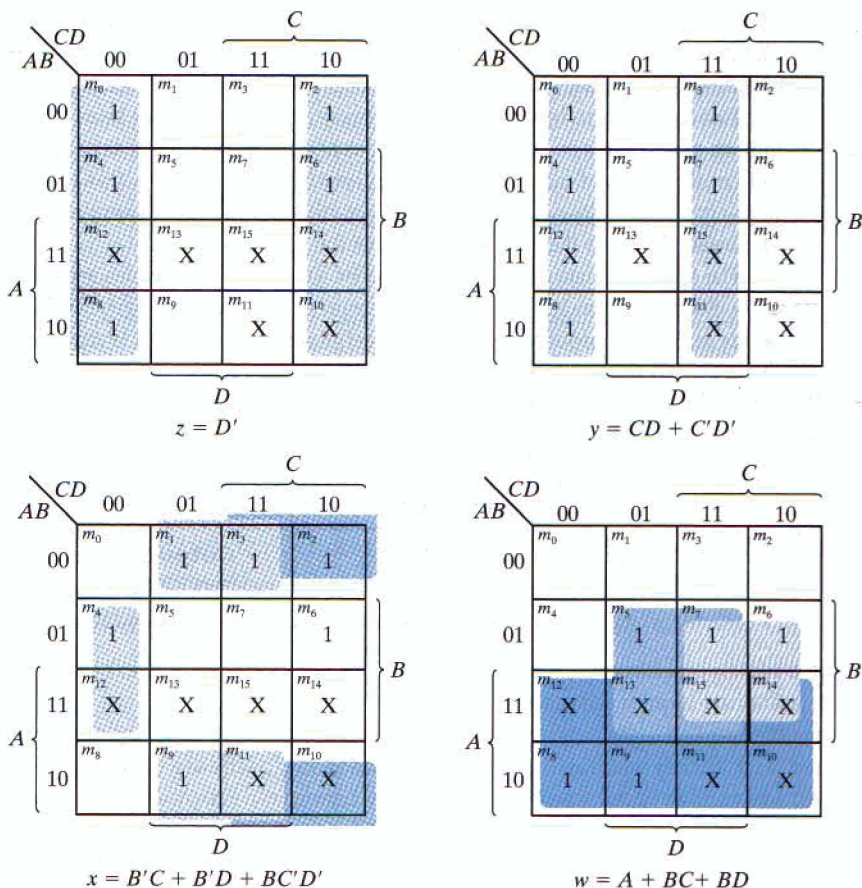 C
CD
AB 00 01 11 10
m0 m1 m3 m2
00 1 1
m4 m5 m7 m6
01 1 1
B
m12 m13 m15 m14
11 X X X X
A
m8 m9 m11 m10
10 1 X X
D
z = D'
C
CD
AB 00 01 11 10
m0 m1 m3 m2
00 1 1
m4 m5 m7 m6
01 1 1
B
m12 m13 m15 m14
11 X X X X
A
m8 m9 m11 m10
10 1 X X
D
y = CD + C'D'
C
CD
AB 00 01 11 10
m0 m1 m3 m2
00 1 1 1
m4 m5 m7 m6
01 1 1
B
m12 m13 m15 m14
11 X X X X
A
m8 m9 m11 m10
10 1 X X
D
x = B'C + B'D + BC'D'
C
CD
AB 00 01 11 10
m0 m1 m3 m2
00
m4 m5 m7 m6
01 1 1 1
B
m12 m13 m15 m14
11 X X X X
A
m8 m9 m11 m10
10 1 1 X X
D
w = A + BC + BD